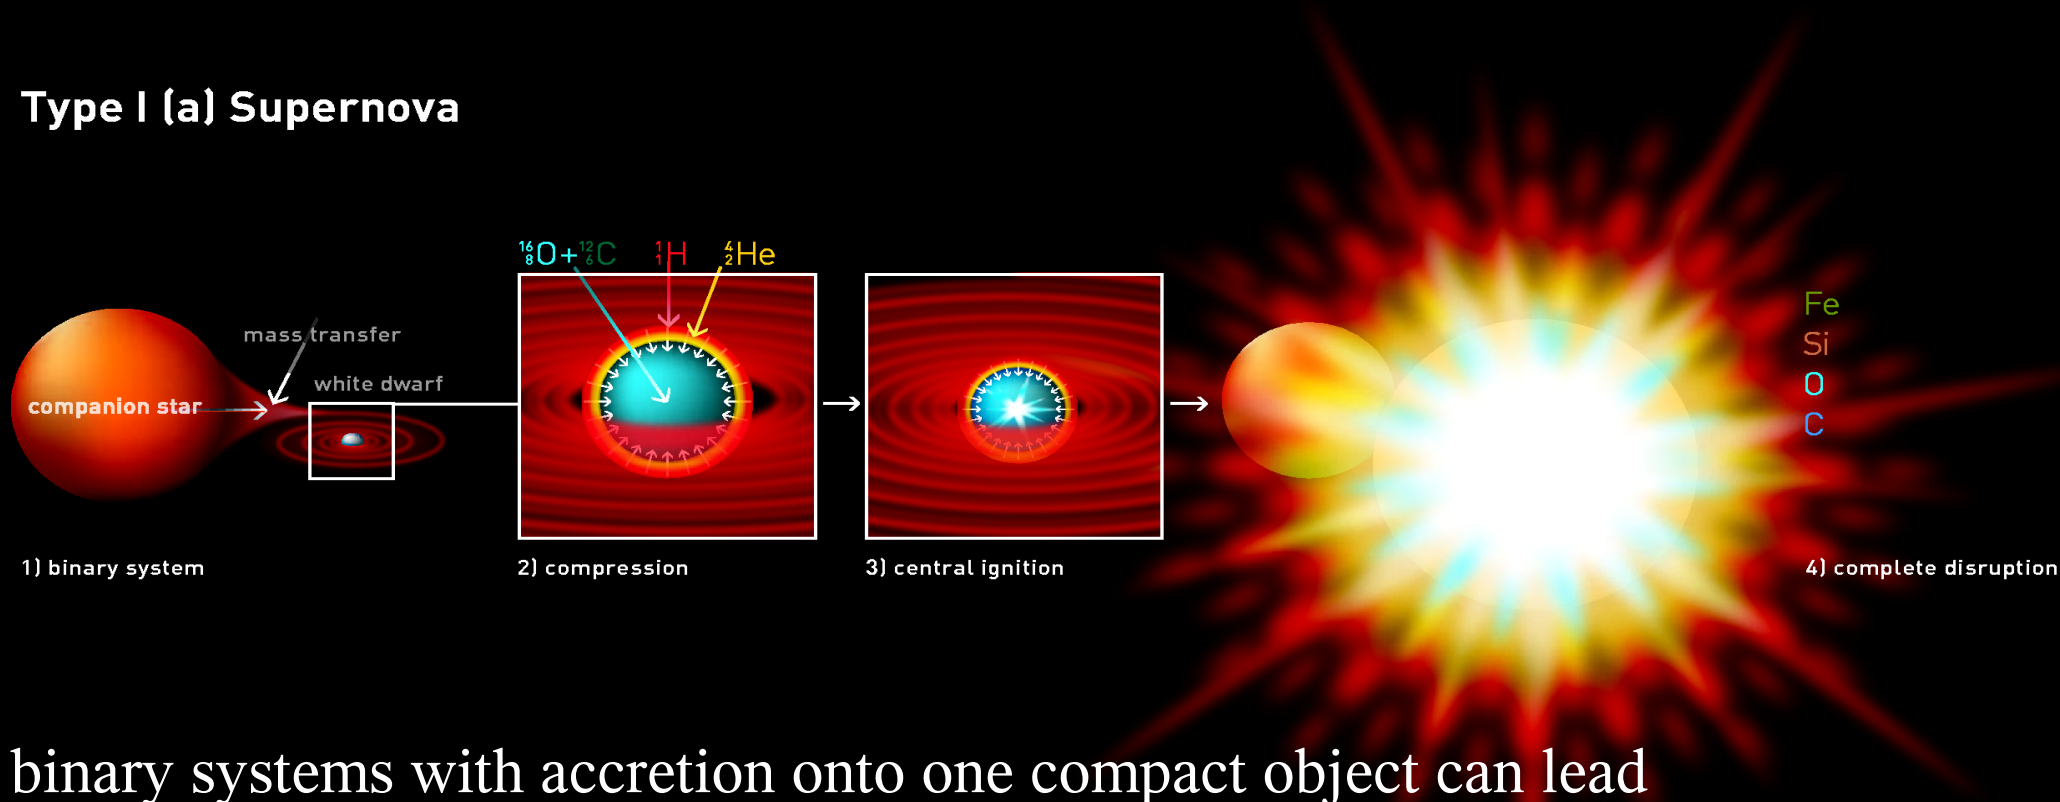 Type I (a) Supernova
¹⁶₈O+¹²₆C ¹₁H ⁴₂He
mass transfer
white dwarf
companion star
Fe
Si
O
C
1) binary system
2) compression
3) central ignition
4) complete disruption
binary systems with accretion onto one compact object can lead